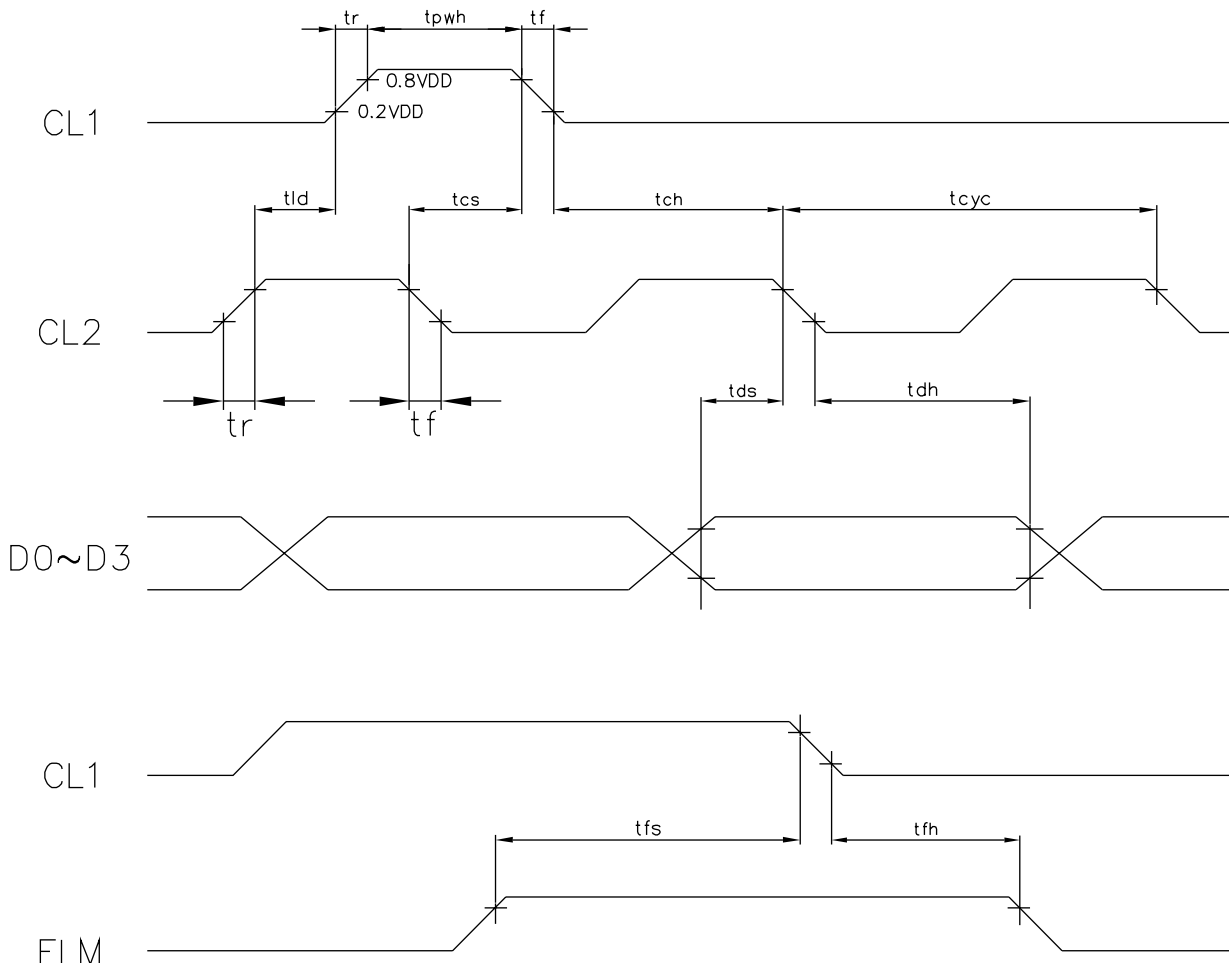 tr tpwh tf
0.8VDD
0.2VDD
CL1
tld tcs tch tcyc
CL2
tds tdh
tr tf
D0~D3
CL1
tfs tfh
FLM